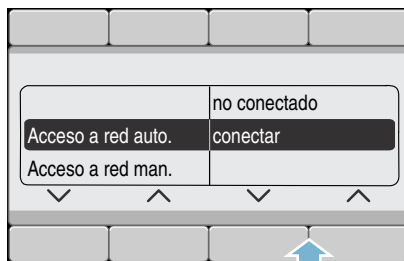 no conectado
Acceso a red auto. conectar
Acceso a red man.